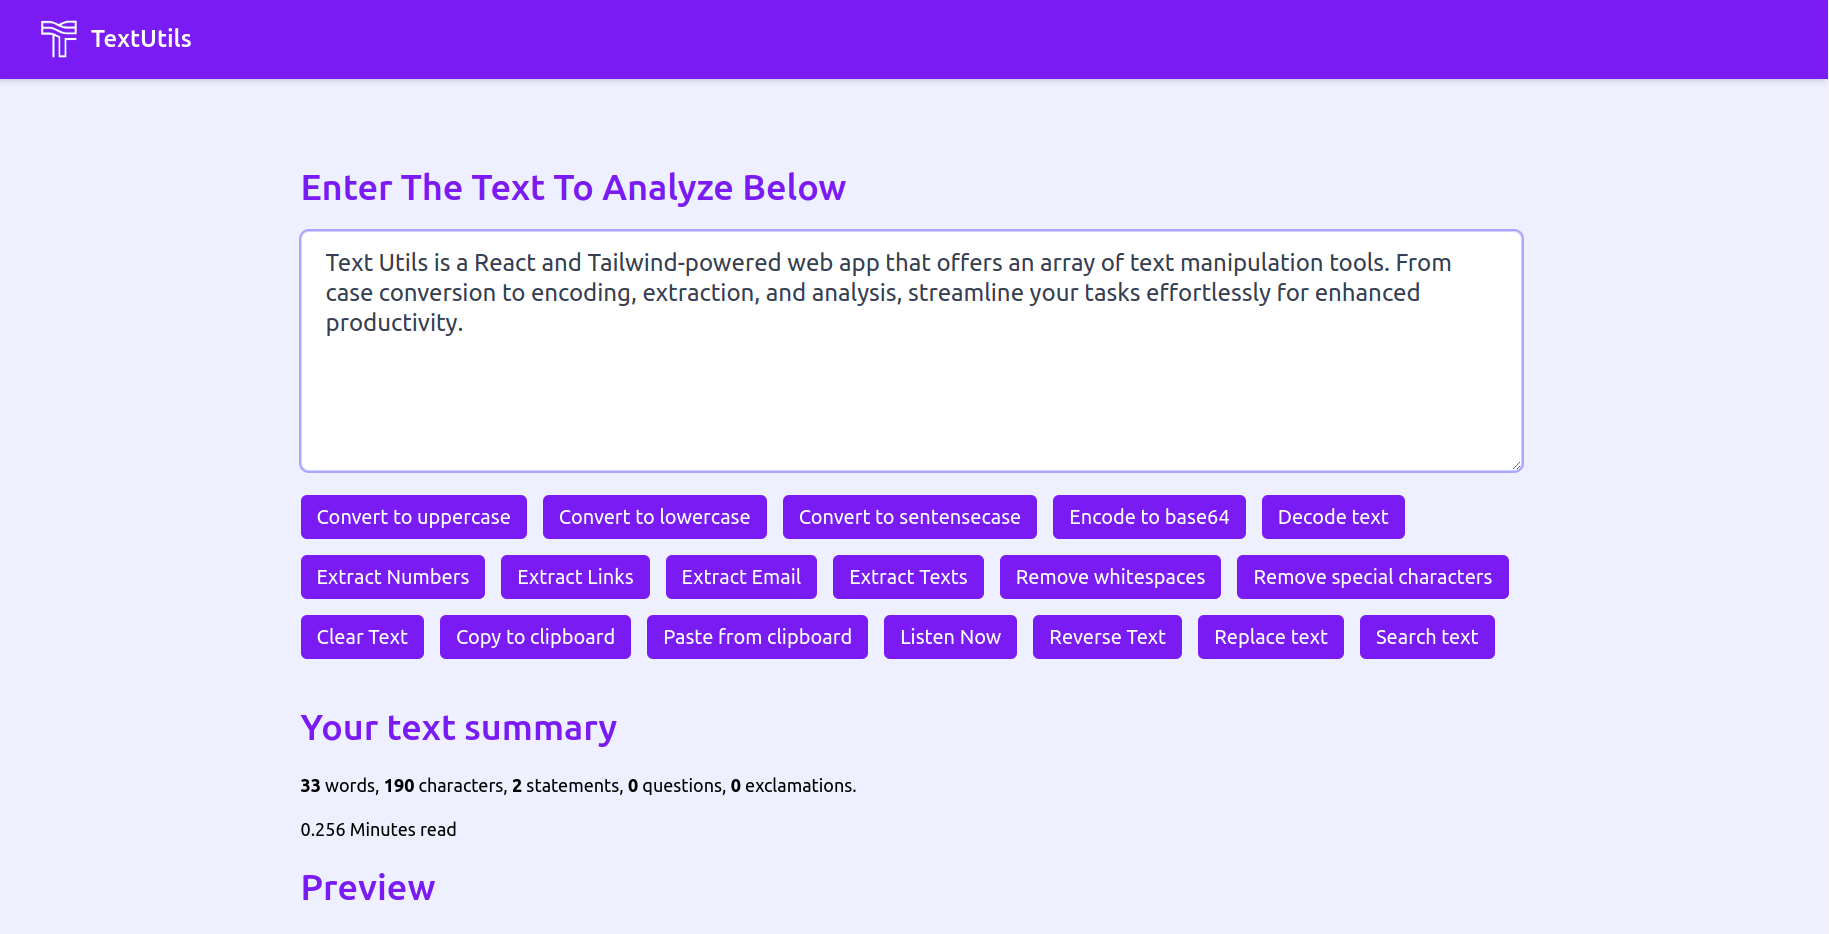 TextUtils
Enter The Text To Analyze Below
Text Utils is a React and Tailwind-powered web app that offers an array of text manipulation tools. From
case conversion to encoding, extraction, and analysis, streamline your tasks effortlessly for enhanced
productivity.
Convert to uppercase Convert to lowercase Convert to sentensecase Encode to base64 Decode text
Extract Numbers Extract Links Extract Email Extract Texts Remove whitespaces Remove special characters
Clear Text Copy to clipboard Paste from clipboard Listen Now Reverse Text Replace text Search text
Your text summary
33 words, 190 characters, 2 statements, 0 questions, 0 exclamations.
0.256 Minutes read
Preview